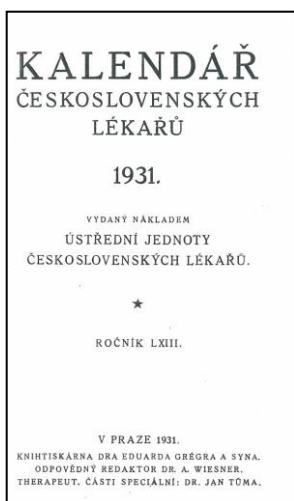 KALENDÁŘ
ČESKOSLOVENSKÝCH
LÉKAŘŮ
1931.
VYDANÝ NÁKLADEM
ÚSTŘEDNÍ JEDNOTY
ČESKOSLOVENSKÝCH LÉKAŘŮ.
ROČNÍK LXIII.
V PRAZE 1931.
KNIHTISKÁRNA DRA EDUARDA GRÉGRA A SYNA.
ODPOVĚDNÝ REDAKTOR DR. A. WIESNER.
THERAPEUT. ČÁSTI SPECIÁLNÍ: DR. JAN TŮMA.